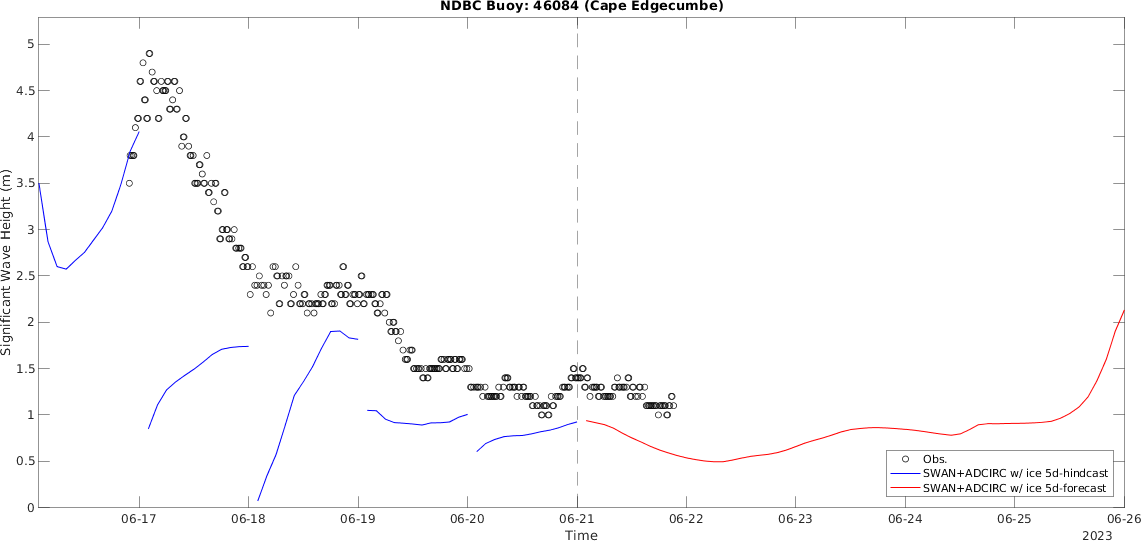 NDBC Buoy: 46084 (Cape Edgecumbe)
Significant Wave Height (m)
5
4.5
4
3.5
3
2.5
2
1.5
1
0.5
0
Obs.
SWAN+ADCIRC w/ ice 5d-hindcast
SWAN+ADCIRC w/ ice 5d-forecast
06-17 06-18 06-19 06-20 06-21 06-22 06-23 06-24 06-25 06-26
Time 2023